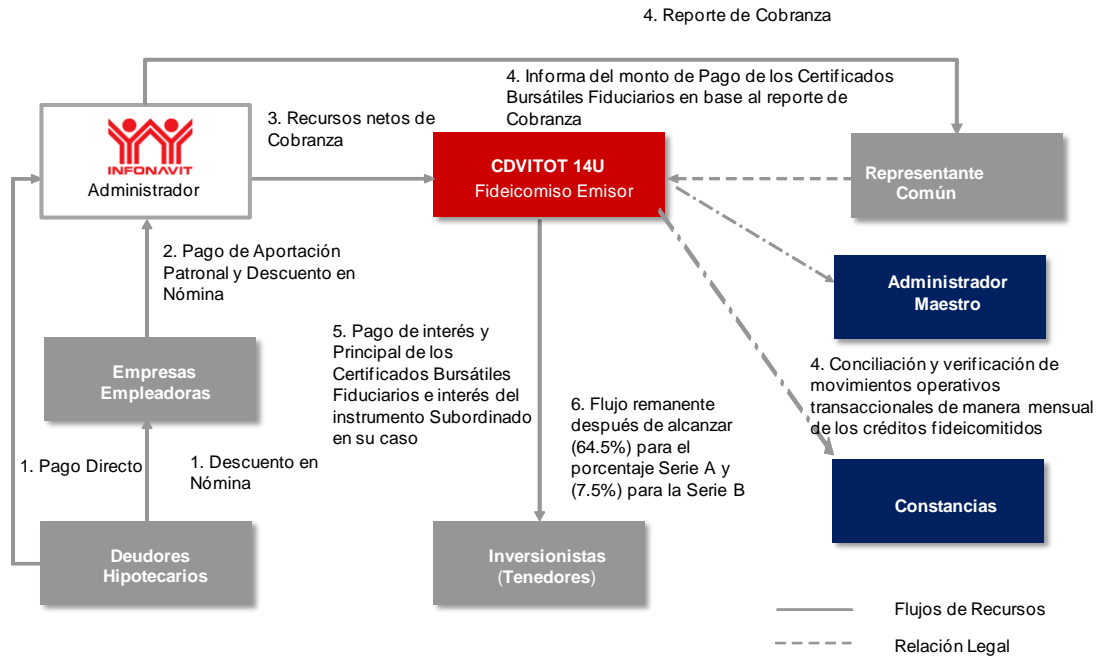 4. Reporte de Cobranza
4. Informa del monto de Pago de los Certificados
Bursátiles Fiduciarios en base al reporte de
Cobranza
3. Recursos netos de
Cobranza
INFONAVIT
Administrador
CDVITOT 14U
Fideicomiso Emisor
Representante
Común
2. Pago de Aportación
Patronal y Descuento en
Nómina
Administrador
Maestro
5. Pago de interés y
Principal de los
Certificados Bursátiles
Fiduciarios e interés del
instrumento Subordinado
en su caso
4. Conciliación y verificación de
movimientos operativos
transaccionales de manera mensual
de los créditos fideicomitidos
Empresas
Empleadoras
6. Flujo remanente
después de alcanzar
(64.5%) para el
porcentaje Serie A y
(7.5%) para la Serie B
1. Pago Directo
1. Descuento en
Nómina
Constancias
Deudores
Hipotecarios
Inversionistas
(Tenedores)
Flujos de Recursos
Relación Legal